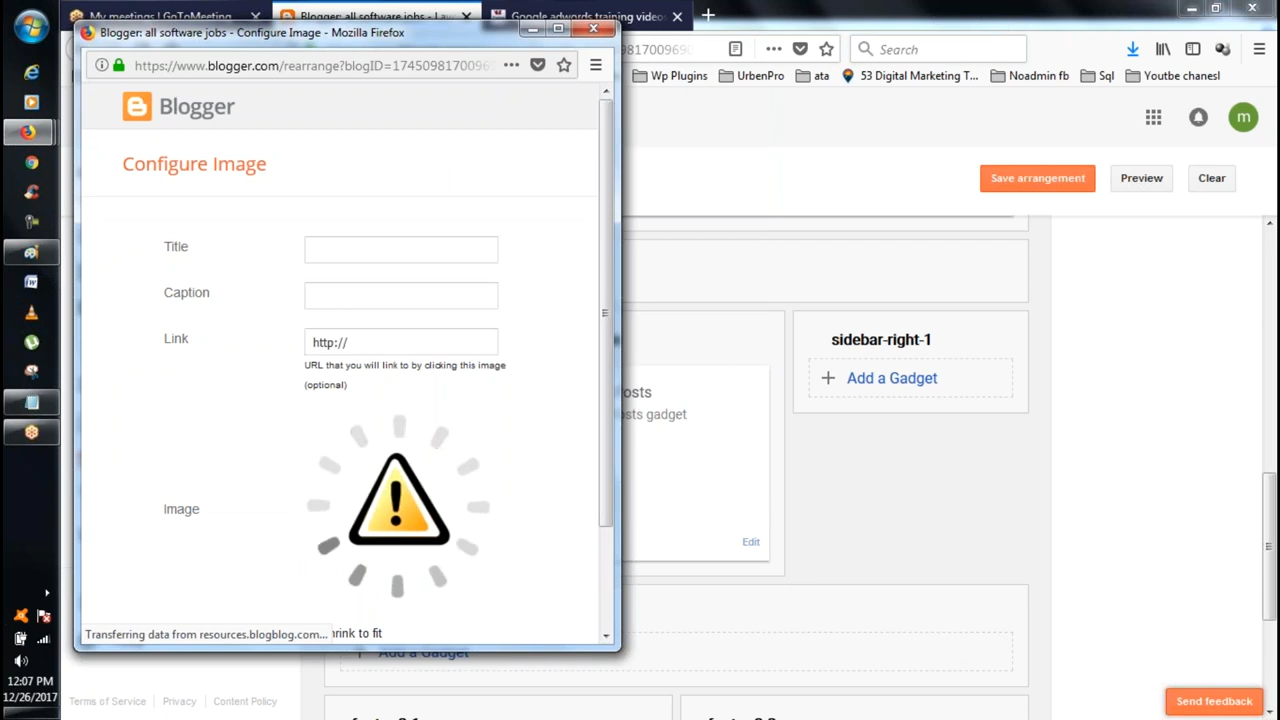 My meetings | GoToMeeting
Blogger: all software jobs - Lay
Google adwords training videos
Blogger: all software jobs - Configure Image - Mozilla Firefox
https://www.blogger.com/rearrange?blogID=1745098170096
981700969
Search
Wp Plugins
UrbenPro
ata
53 Digital Marketing T...
Noadmin fb
Sql
Youtbe chanesl
Blogger
m
Configure Image
Save arrangement
Preview
Clear
Title
Caption
Link
http://
URL that you will link to by clicking this image
(optional)
Image
hrink to fit
Transferring data from resources.blogblog.com...
sidebar-right-1
Add a Gadget
osts
osts gadget
Edit
Add a Gadget
Terms of Service
Privacy
Content Policy
Send feedback
12:07 PM
12/26/2017